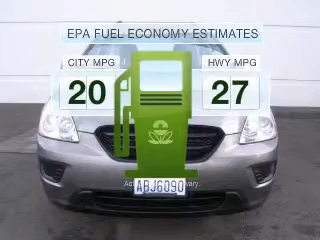 EPA FUEL ECONOMY ESTIMATES
CITY MPG
HWY MPG
20
27
ABJ6090